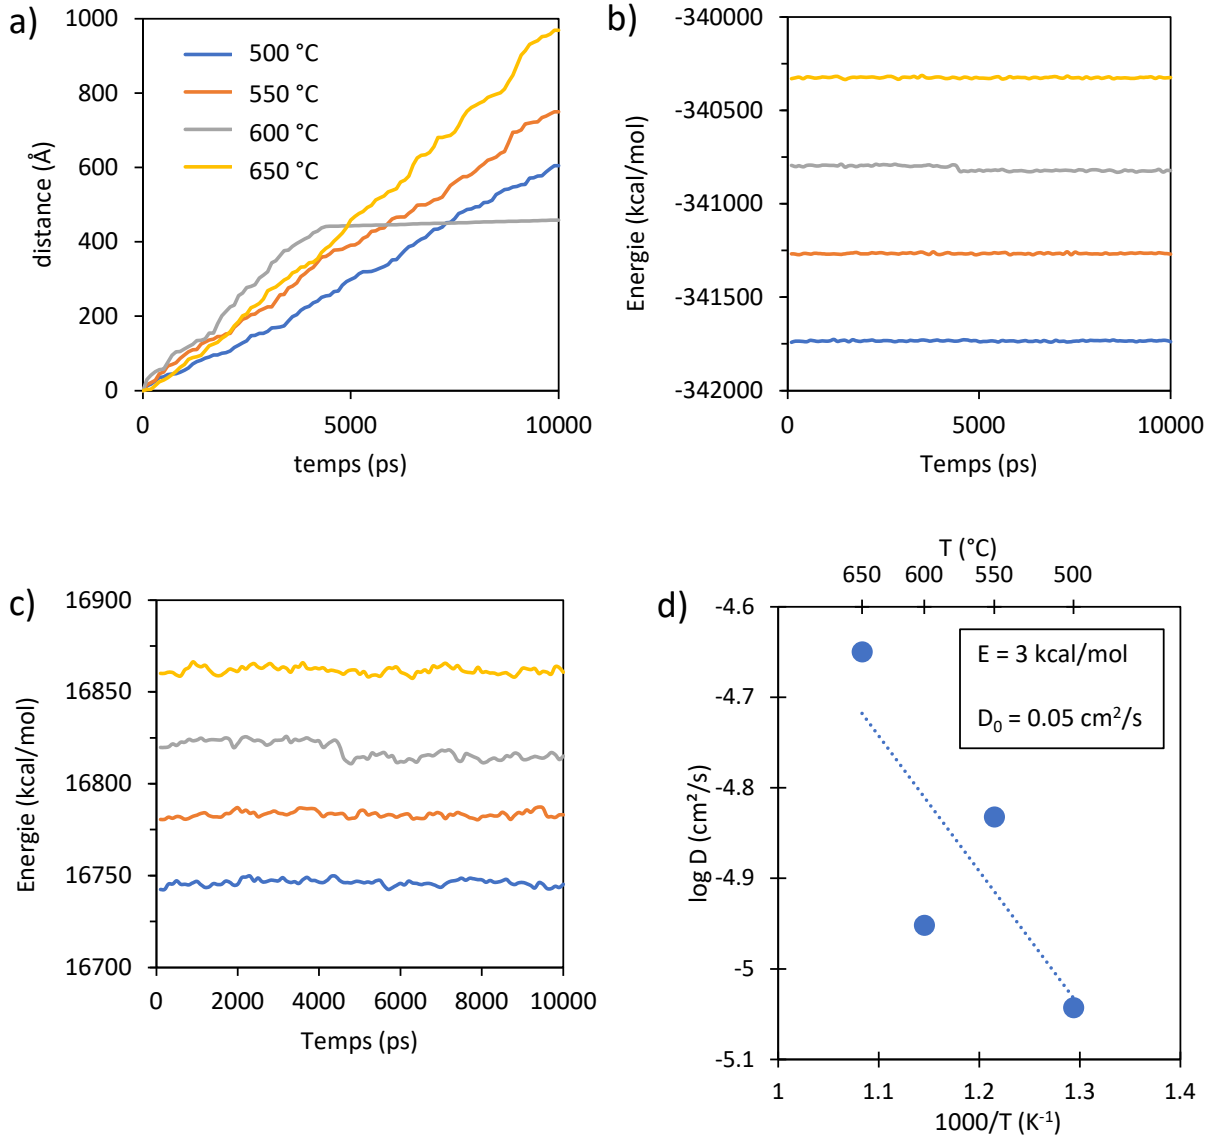 a)
1000
800
600
400
200
0
distance (Å)
500 °C
550 °C
600 °C
650 °C
0
5000
10000
temps (ps)
b)
-340000
-340500
-341000
-341500
-342000
Energie (kcal/mol)
0
5000
10000
Temps (ps)
c)
16900
16850
16800
16750
16700
Energie (kcal/mol)
0
2000
4000
6000
8000
10000
Temps (ps)
T (°C)
650
600
550
500
d)
-4.6
-4.7
-4.8
-4.9
-5
-5.1
log D (cm²/s)
E = 3 kcal/mol
D₀ = 0.05 cm²/s
1
1.1
1.2
1.3
1.4
1000/T (K⁻¹)